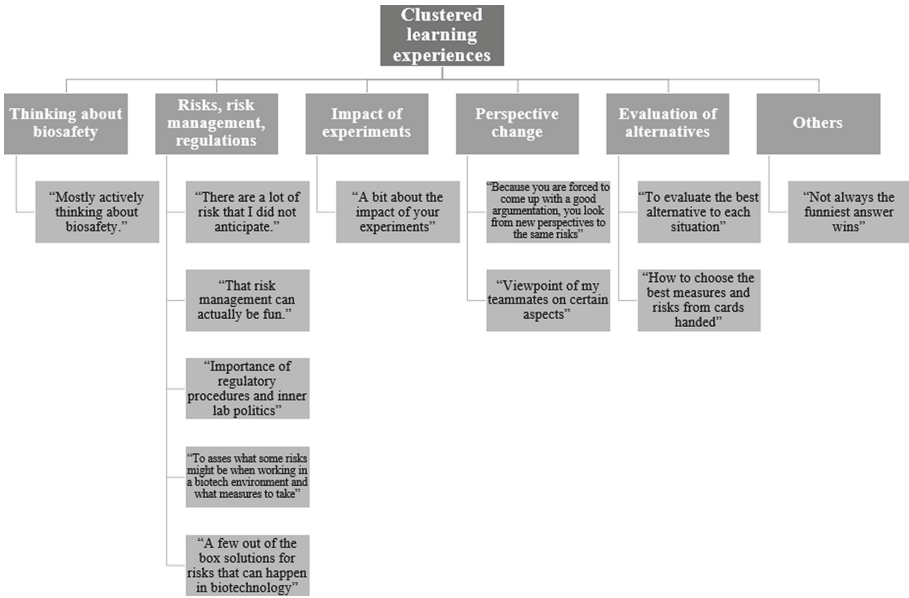 Clustered
learning
experiences
Thinking about
biosafety
“Mostly actively
thinking about
biosafety.”
Risks, risk
management,
regulations
“There are a lot of
risk that I did not
anticipate.”
“That risk
management can
actually be fun.”
“Importance of
regulatory
procedures and inner
lab politics”
“To asses what some risks
might be when working in
a biotech environment and
what measures to take”
“A few out of the
box solutions for
risks that can happen
in biotechnology”
Impact of
experiments
“A bit about the
impact of your
experiments”
Perspective
change
“Because you are forced to
come up with a good
argumentation, you look
from new perspectives to
the same risks”
“Viewpoint of my
teammates on certain
aspects”
Evaluation of
alternatives
“To evaluate the best
alternative to each
situation”
“How to choose the
best measures and
risks from cards
handed”
Others
“Not always the
funniest answer
wins”